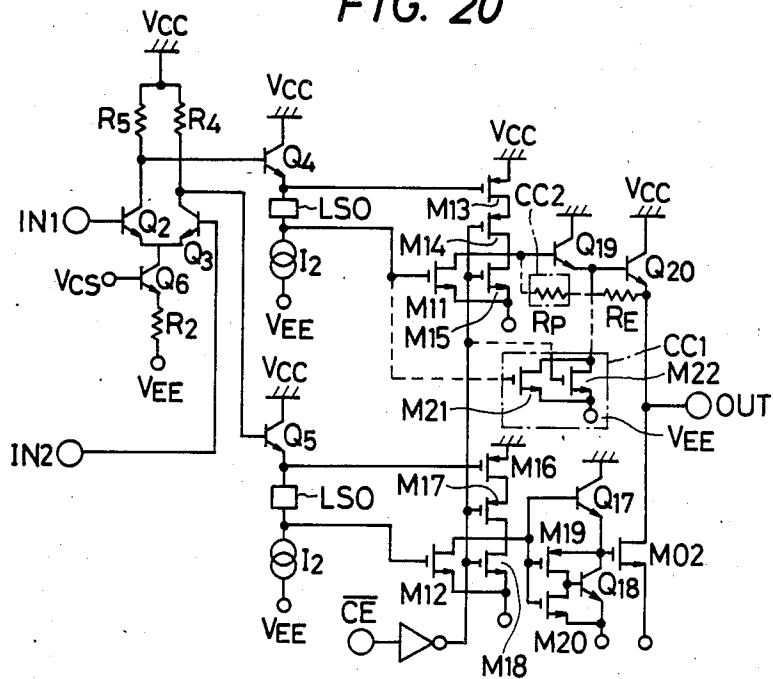 FIG. 20
VCC
R5
R4
VCC
Q4
VCC
CC2
VCC
LSO
M13
M14
Q19
Q20
IN1
Q2
Q3
VCS
Q6
I2
M11
M15
RP
RE
R2
VEE
VEE
VCC
CC1
M22
M21
VEE
OUT
IN2
Q5
M16
M17
Q17
LSO
M19
M02
I2
M12
Q18
VEE
CE
M18
M20